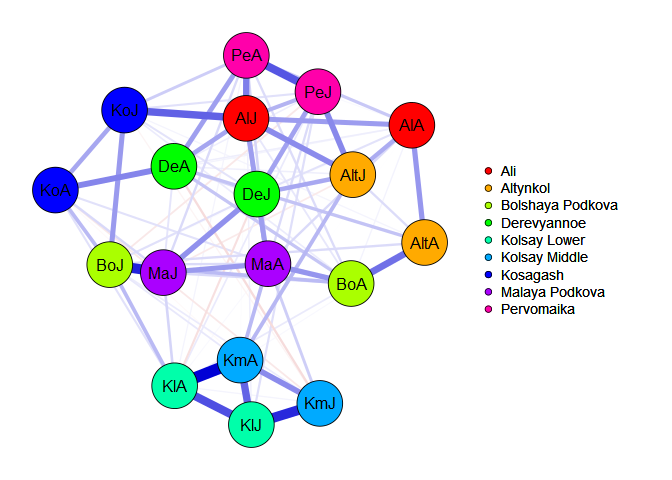 PeA
PeJ
KoJ
AlJ
AlA
DeA
AltJ
KoA
DeJ
AltA
BoJ
MaJ
MaA
BoA
KmA
KlA
KmJ
KlJ
Ali
Altynkol
Bolshaya Podkova
Derevyannoe
Kolsay Lower
Kolsay Middle
Kosagash
Malaya Podkova
Pervomaika